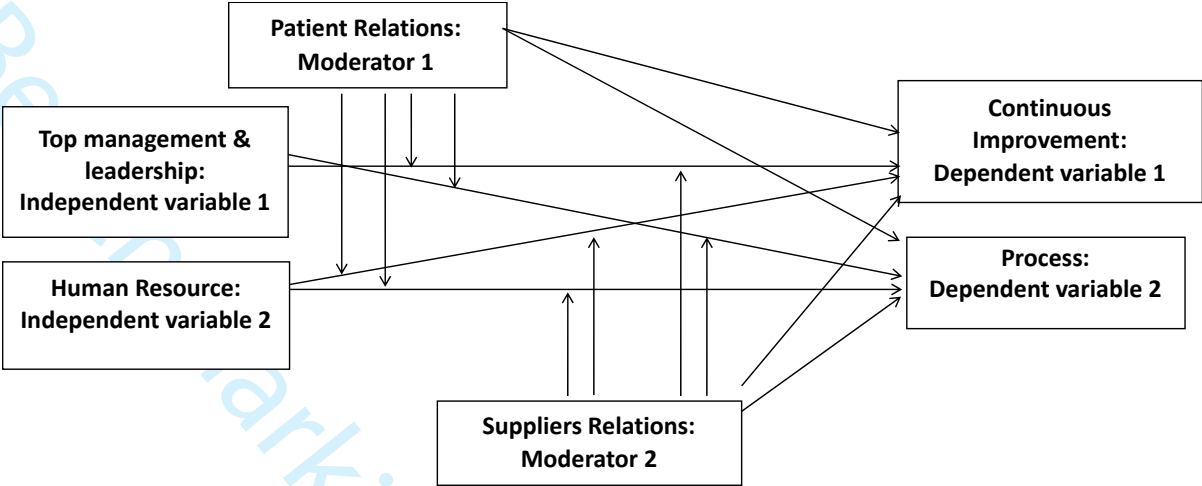 Patient Relations:
Moderator 1
Top management &
leadership:
Independent variable 1
Continuous
Improvement:
Dependent variable 1
Human Resource:
Independent variable 2
Process:
Dependent variable 2
Suppliers Relations:
Moderator 2